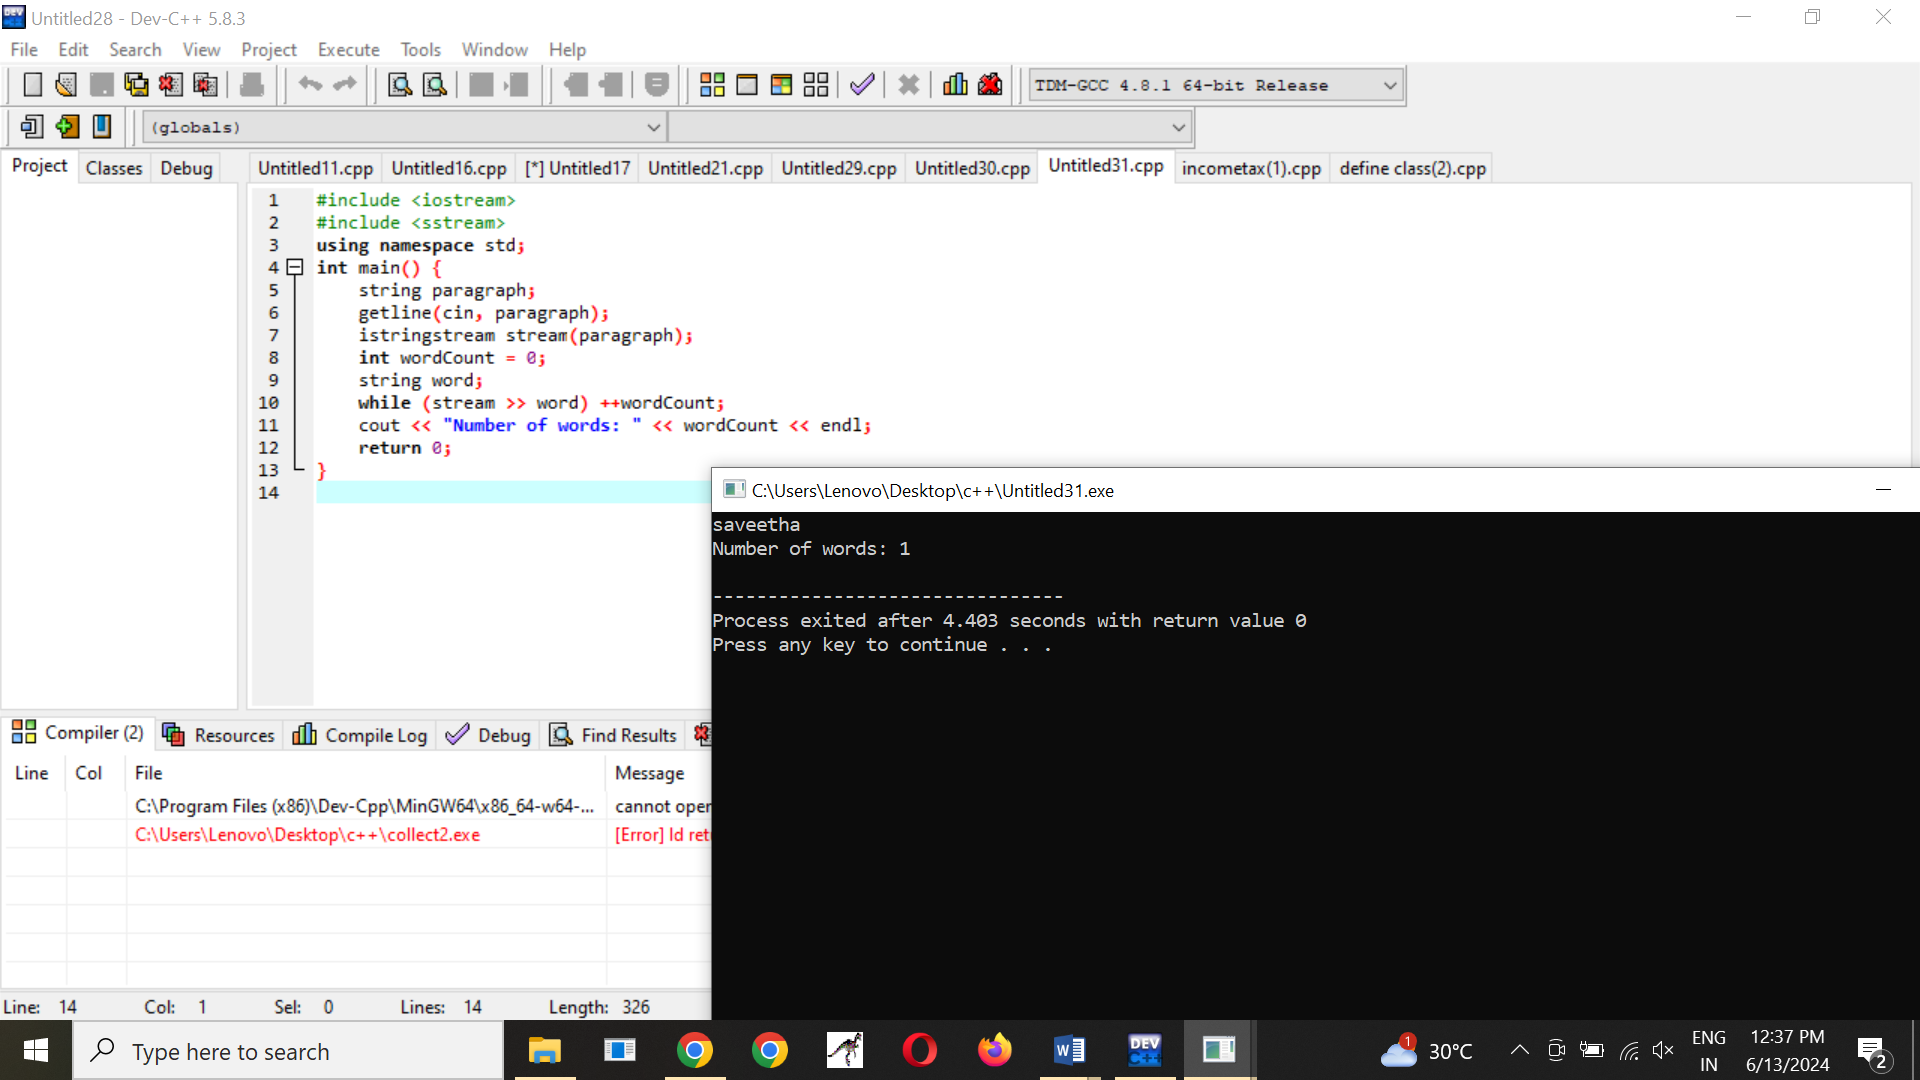 Untitled28 - Dev-C++ 5.8.3
File Edit Search View Project Execute Tools Window Help
TDM-GCC 4.8.1 64-bit Release
(globals)
Project Classes Debug
Untitled11.cpp Untitled16.cpp [*] Untitled17 Untitled21.cpp Untitled29.cpp Untitled30.cpp Untitled31.cpp incometax(1).cpp define class(2).cpp
1 #include <iostream>
2 #include <sstream>
3 using namespace std;
4 int main() {
5 string paragraph;
6 getline(cin, paragraph);
7 istringstream stream(paragraph);
8 int wordCount = 0;
9 string word;
10 while (stream >> word) ++wordCount;
11 cout << "Number of words: " << wordCount << endl;
12 return 0;
13 }
14
C:\Users\Lenovo\Desktop\c++\Untitled31.exe
saveetha
Number of words: 1
--------------------------------
Process exited after 4.403 seconds with return value 0
Press any key to continue . . .
Compiler (2) Resources Compile Log Debug Find Results
Line Col File Message
C:\Program Files (x86)\Dev-Cpp\MinGW64\x86_64-w64-... cannot oper
C:\Users\Lenovo\Desktop\c++\collect2.exe [Error] ld ret
Line: 14 Col: 1 Sel: 0 Lines: 14 Length: 326
Type here to search
DEV C++
1
30°C
ENG
IN
12:37 PM
6/13/2024
2